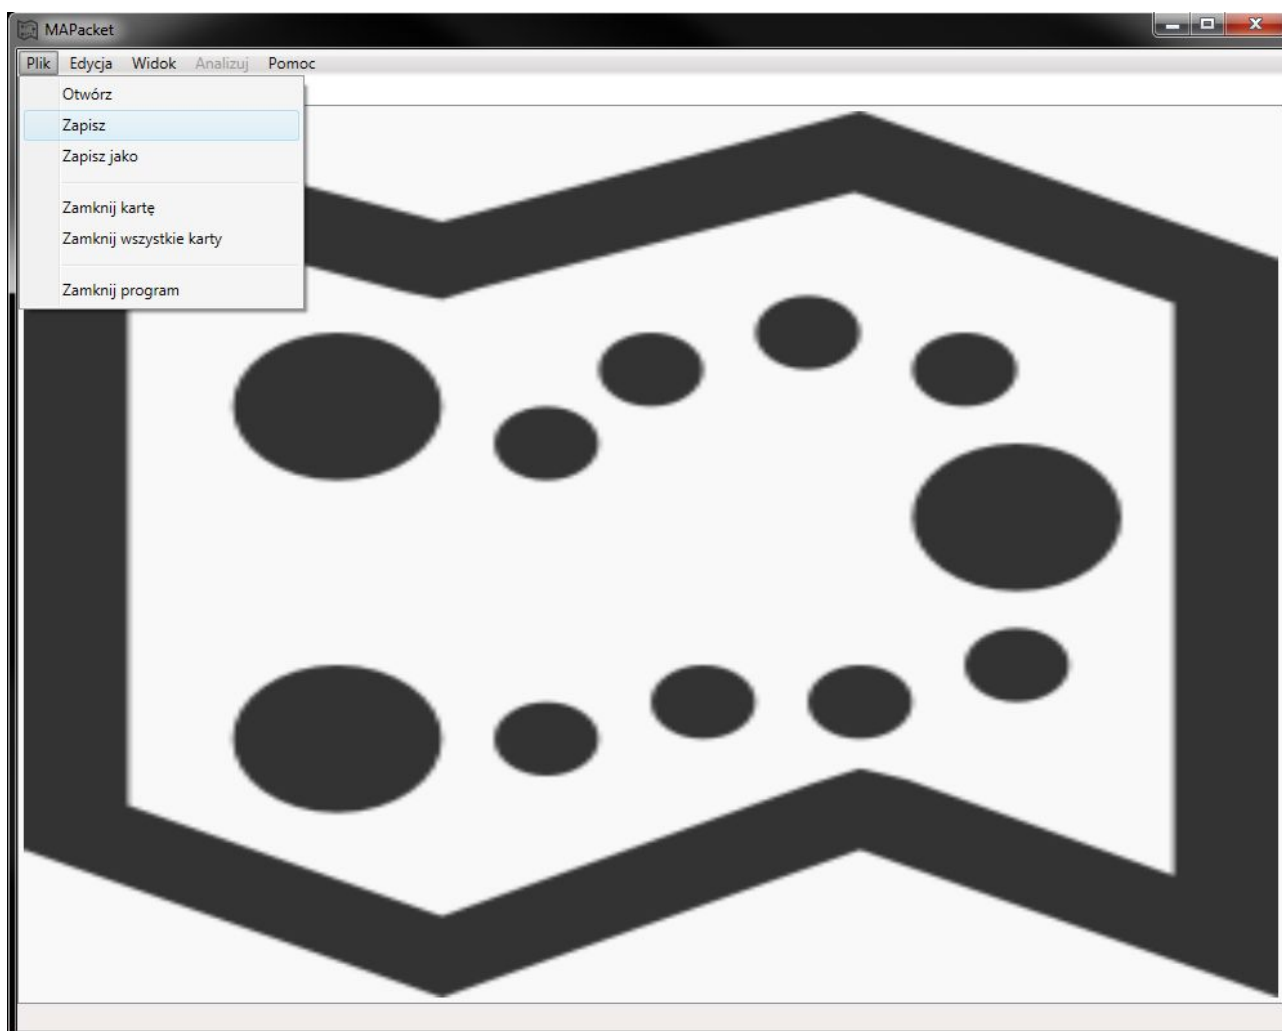 MAPacket
Plik Edycja Widok Analizuj Pomoc
Otwórz
Zapisz
Zapisz jako
Zamknij kartę
Zamknij wszystkie karty
Zamknij program